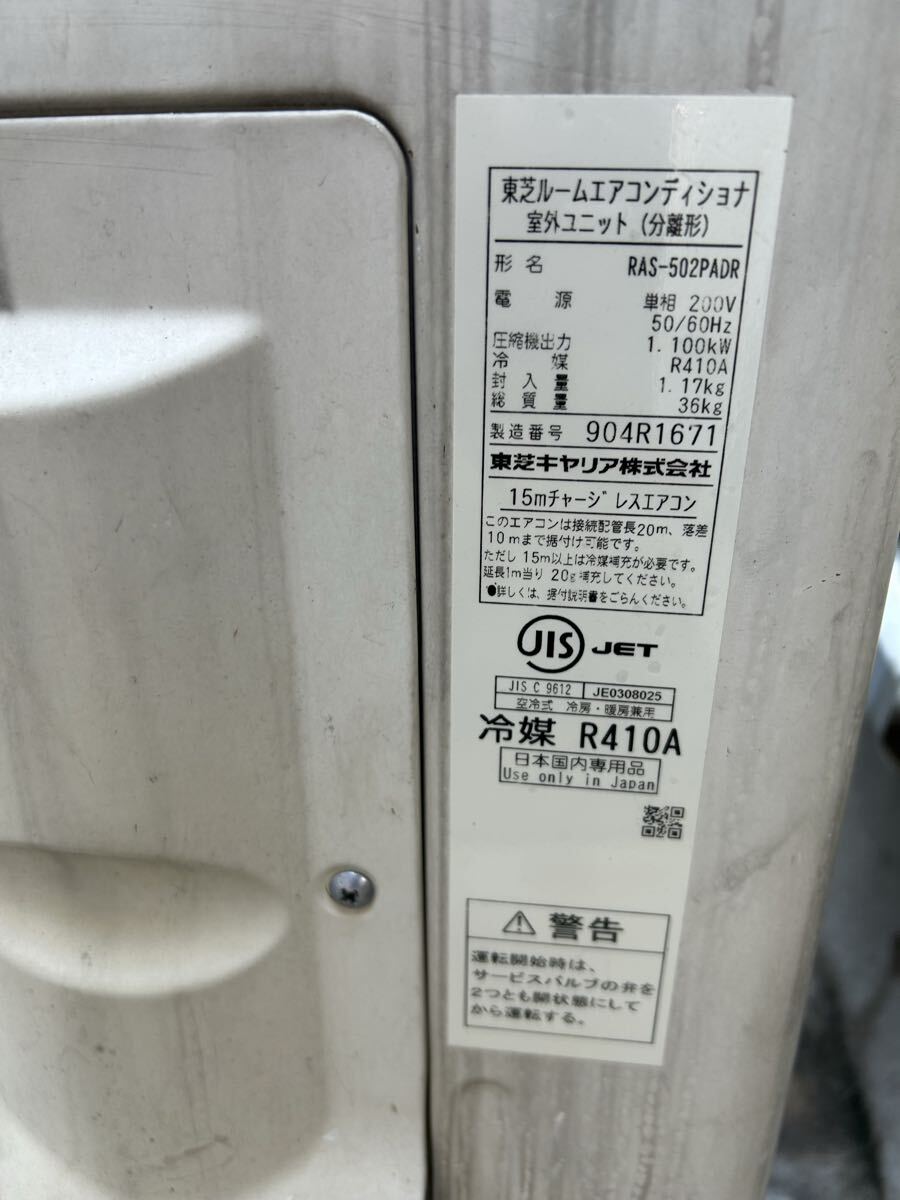 東芝ルームエアコンディショナ
室外ユニット (分離形)
形名 RAS-502PADR
電源 単相 200V
50/60Hz
圧縮機出力 1.100kW
冷媒 R410A
封入量 1.17kg
総質量 36kg
製造番号 904R1671
東芝キヤリア株式会社
15mチャージレスエアコン
このエアコンは接続配管長20m、落差
10mまで据付け可能です。
ただし 15m以上は冷媒補充が必要です。
延長1m当り 20g補充してください。
●詳しくは、据付説明書をごらんください。
JIS JET
JIS C 9612 JE0308025
空冷式 冷房・暖房兼用
冷媒 R410A
日本国内専用品
Use only in Japan
警告
運転開始時は、
サービスバルブの弁を
2つとも開状態にして
から運転する。